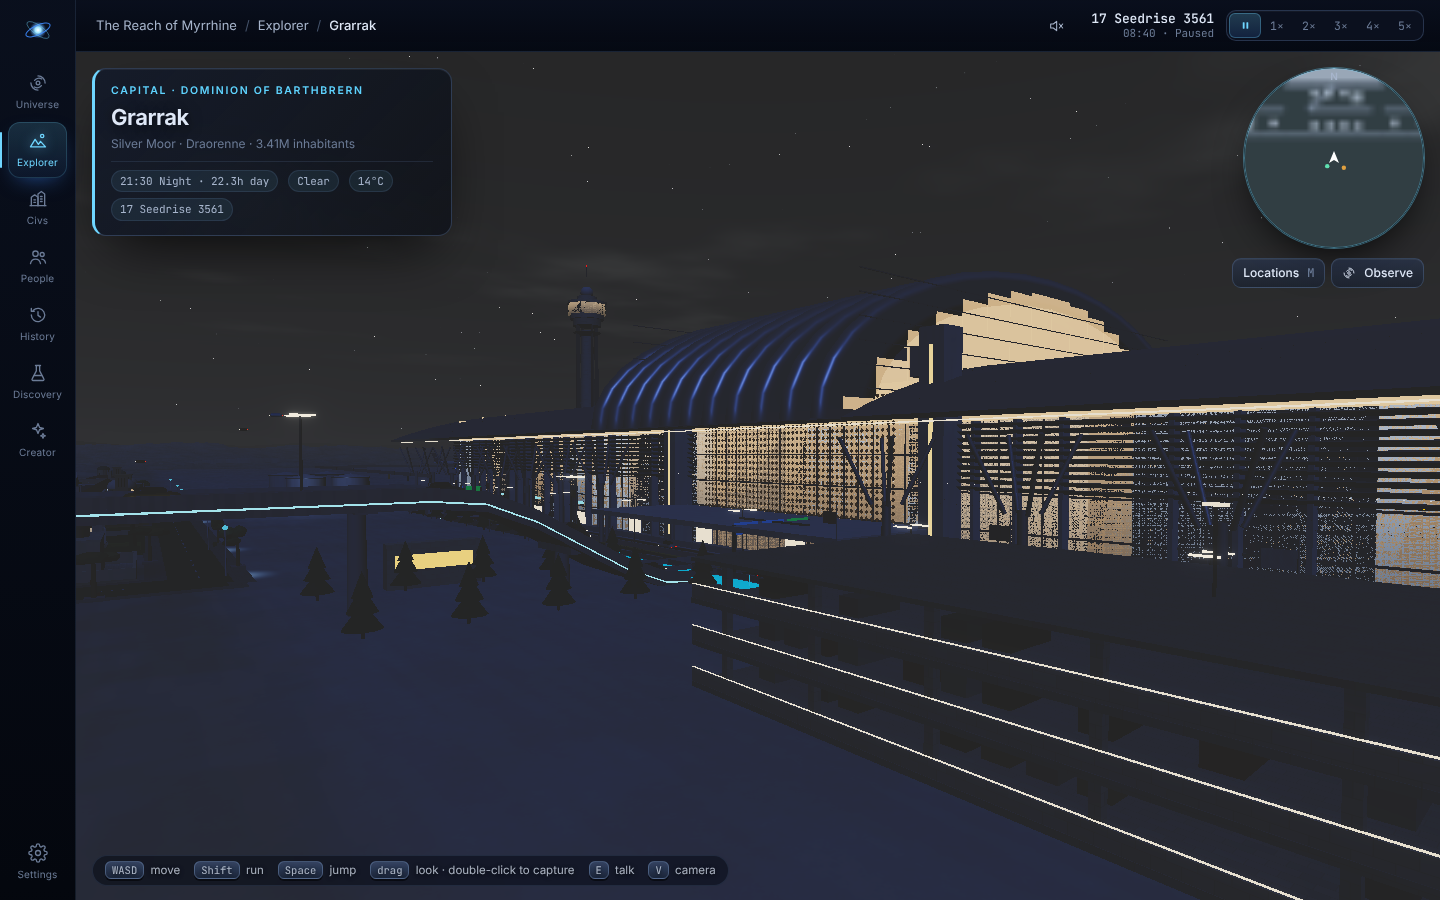 The Reach of Myrrhine / Explorer / Grarrak
17 Seedrise 3561
08:40 · Paused
1× 2× 3× 4× 5×
Universe
Explorer
Civs
People
History
Discovery
Creator
Settings
CAPITAL · DOMINION OF BARTHBRERN
Grarrak
Silver Moor · Draorenne · 3.41M inhabitants
21:30 Night · 22.3h day
Clear
14°C
17 Seedrise 3561
N
Locations M
Observe
WASD move Shift run Space jump drag look · double-click to capture E talk V camera